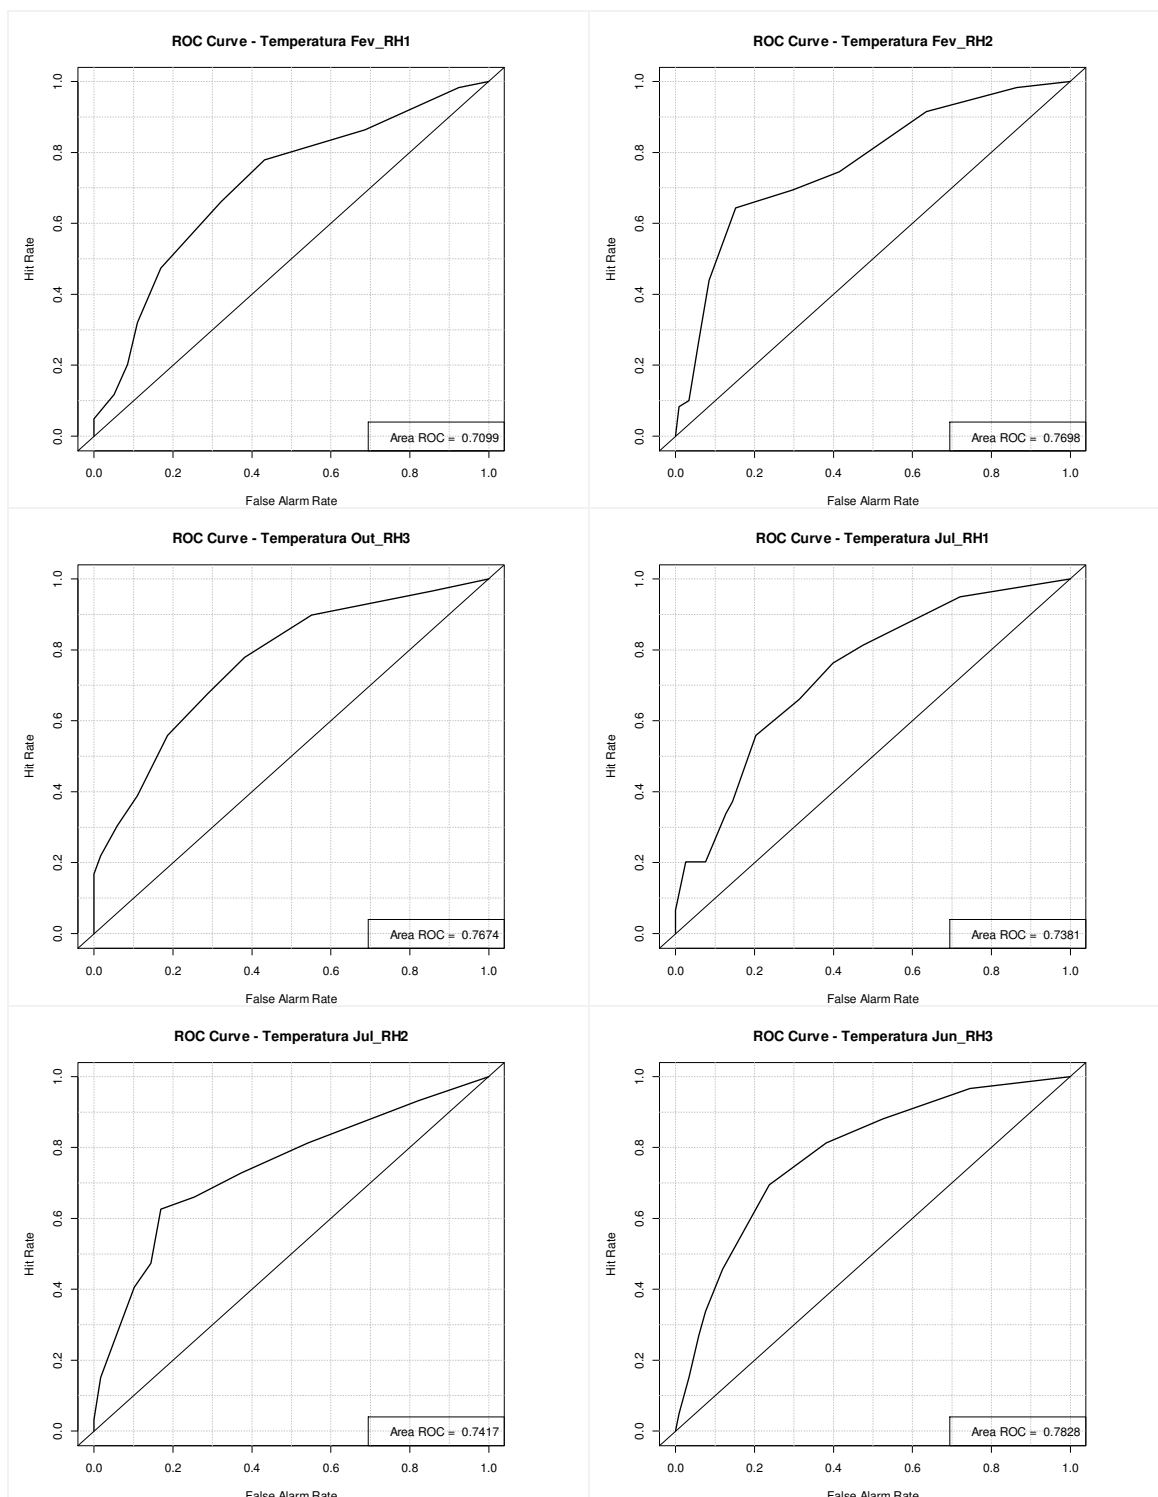 ROC Curve - Temperatura Fev_RH1
Hit Rate
1.0
0.8
0.6
0.4
0.2
0.0
Area ROC = 0.7099
0.0 0.2 0.4 0.6 0.8 1.0
False Alarm Rate
ROC Curve - Temperatura Fev_RH2
Hit Rate
1.0
0.8
0.6
0.4
0.2
0.0
Area ROC = 0.7698
0.0 0.2 0.4 0.6 0.8 1.0
False Alarm Rate
ROC Curve - Temperatura Out_RH3
Hit Rate
1.0
0.8
0.6
0.4
0.2
0.0
Area ROC = 0.7674
0.0 0.2 0.4 0.6 0.8 1.0
False Alarm Rate
ROC Curve - Temperatura Jul_RH1
Hit Rate
1.0
0.8
0.6
0.4
0.2
0.0
Area ROC = 0.7381
0.0 0.2 0.4 0.6 0.8 1.0
False Alarm Rate
ROC Curve - Temperatura Jul_RH2
Hit Rate
1.0
0.8
0.6
0.4
0.2
0.0
Area ROC = 0.7417
0.0 0.2 0.4 0.6 0.8 1.0
False Alarm Rate
ROC Curve - Temperatura Jun_RH3
Hit Rate
1.0
0.8
0.6
0.4
0.2
0.0
Area ROC = 0.7828
0.0 0.2 0.4 0.6 0.8 1.0
False Alarm Rate